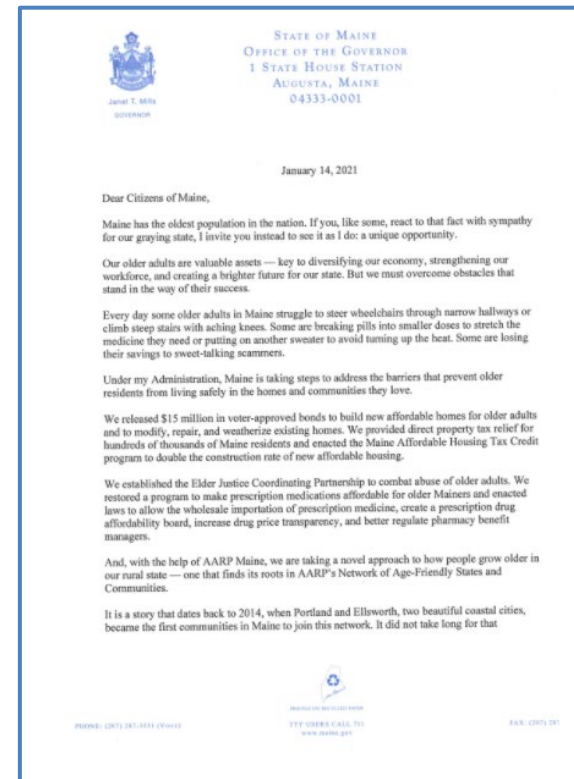 STATE OF MAINE
OFFICE OF THE GOVERNOR
1 STATE HOUSE STATION
AUGUSTA, MAINE
04333-0001
Janet T. Mills
GOVERNOR
January 14, 2021
Dear Citizens of Maine,
Maine has the oldest population in the nation. If you, like some, react to that fact with sympathy
for our graying state, I invite you instead to see it as I do: a unique opportunity.
Our older adults are valuable assets — key to diversifying our economy, strengthening our
workforce, and creating a brighter future for our state. But we must overcome obstacles that
stand in the way of their success.
Every day some older adults in Maine struggle to steer wheelchairs through narrow hallways or
climb steep stairs with aching knees. Some are breaking pills into smaller doses to stretch the
medicine they need or putting on another sweater to avoid turning up the heat. Some are losing
their savings to sweet-talking scammers.
Under my Administration, Maine is taking steps to address the barriers that prevent older
residents from living safely in the homes and communities they love.
We released $15 million in voter-approved bonds to build new affordable homes for older adults
and to modify, repair, and weatherize existing homes. We provided direct property tax relief for
hundreds of thousands of Maine residents and enacted the Maine Affordable Housing Tax Credit
program to double the construction rate of new affordable housing.
We established the Elder Justice Coordinating Partnership to combat abuse of older adults. We
restored a program to make prescription medications affordable for older Mainers and enacted
laws to allow the wholesale importation of prescription medicine, create a prescription drug
affordability board, increase drug price transparency, and better regulate pharmacy benefit
managers.
And, with the help of AARP Maine, we are taking a novel approach to how people grow older in
our rural state — one that finds its roots in AARP's Network of Age-Friendly States and
Communities.
It is a story that dates back to 2014, when Portland and Ellsworth, two beautiful coastal cities,
became the first communities in Maine to join this network. It did not take long for that
PRINTED ON RECYCLED PAPER
PHONE: (207) 287-3531 (Voice)
TTY USERS CALL 711
www.maine.gov
FAX: (207) 287